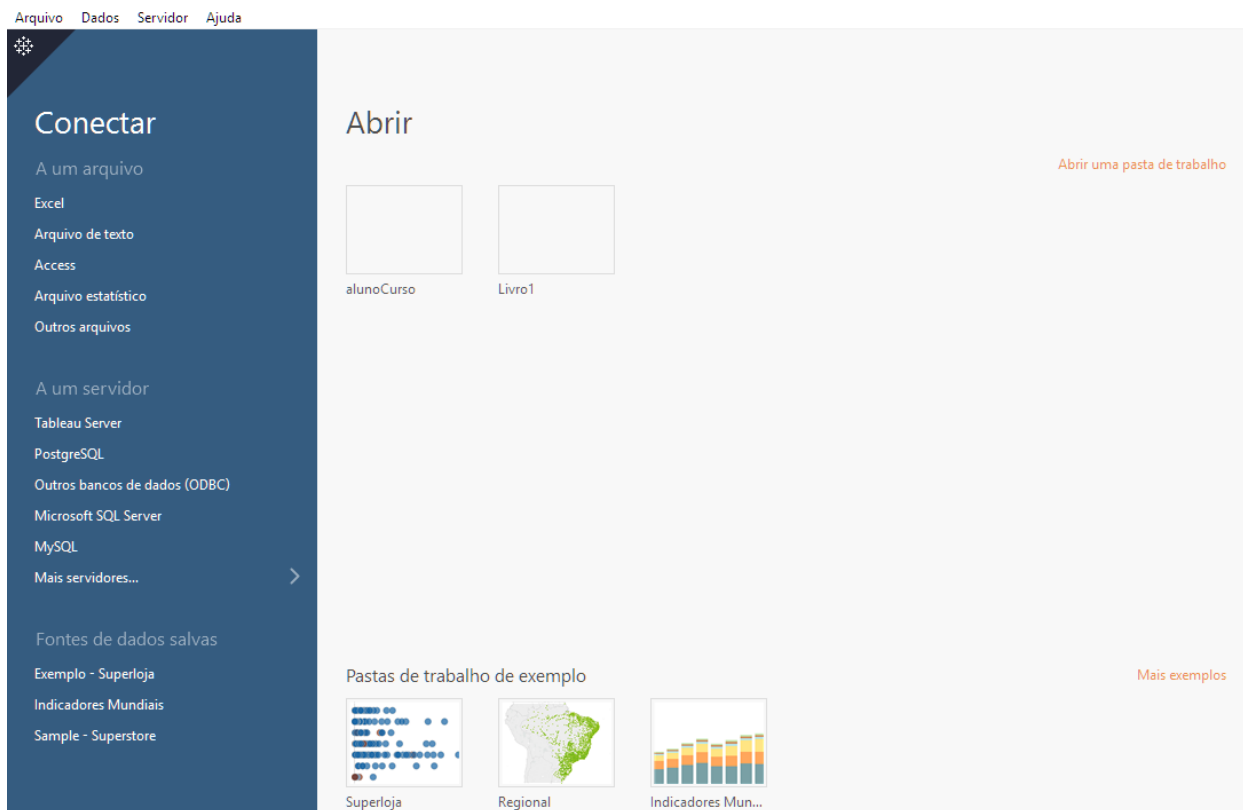 Arquivo Dados Servidor Ajuda
Conectar
A um arquivo
Excel
Arquivo de texto
Access
Arquivo estatístico
Outros arquivos
A um servidor
Tableau Server
PostgreSQL
Outros bancos de dados (ODBC)
Microsoft SQL Server
MySQL
Mais servidores...
Fontes de dados salvas
Exemplo - Superloja
Indicadores Mundiais
Sample - Superstore
Abrir
Abrir uma pasta de trabalho
alunoCurso Livro1
Pastas de trabalho de exemplo Mais exemplos
Superloja Regional Indicadores Mun...